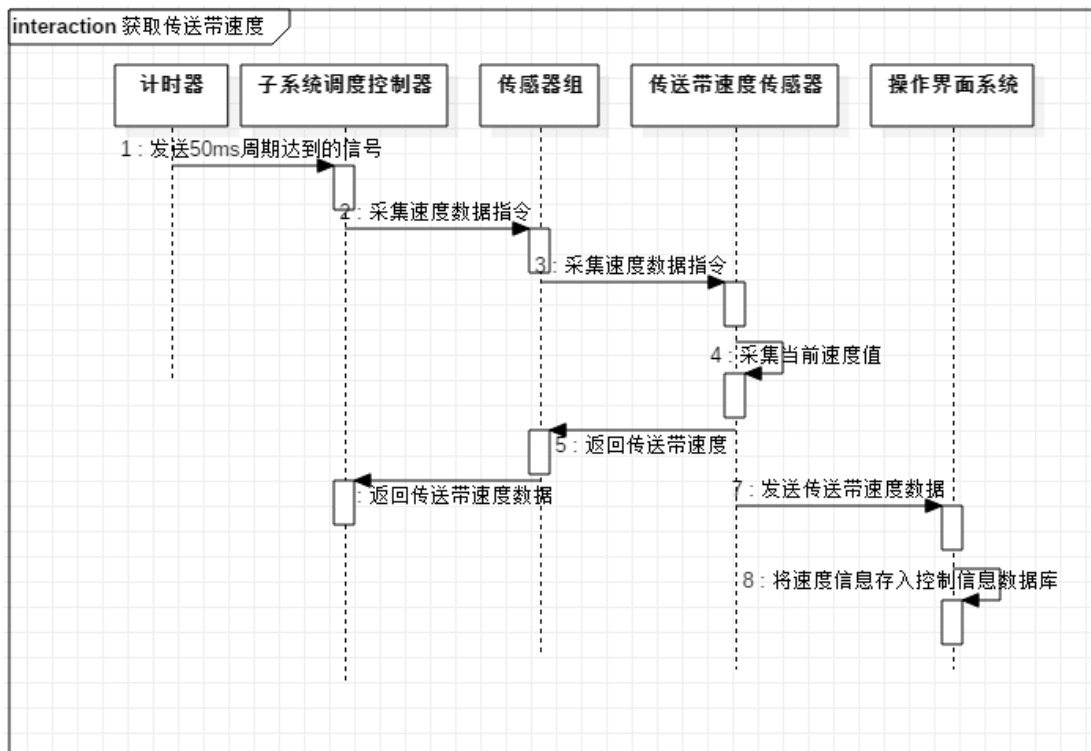 interaction 获取传送带速度
计时器
子系统调度控制器
传感器组
传送带速度传感器
操作界面系统
1 : 发送50ms周期达到的信号
2 : 采集速度数据指令
3 : 采集速度数据指令
4 : 采集当前速度值
5 : 返回传送带速度
: 返回传送带速度数据
7 : 发送传送带速度数据
8 : 将速度信息存入控制信息数据库